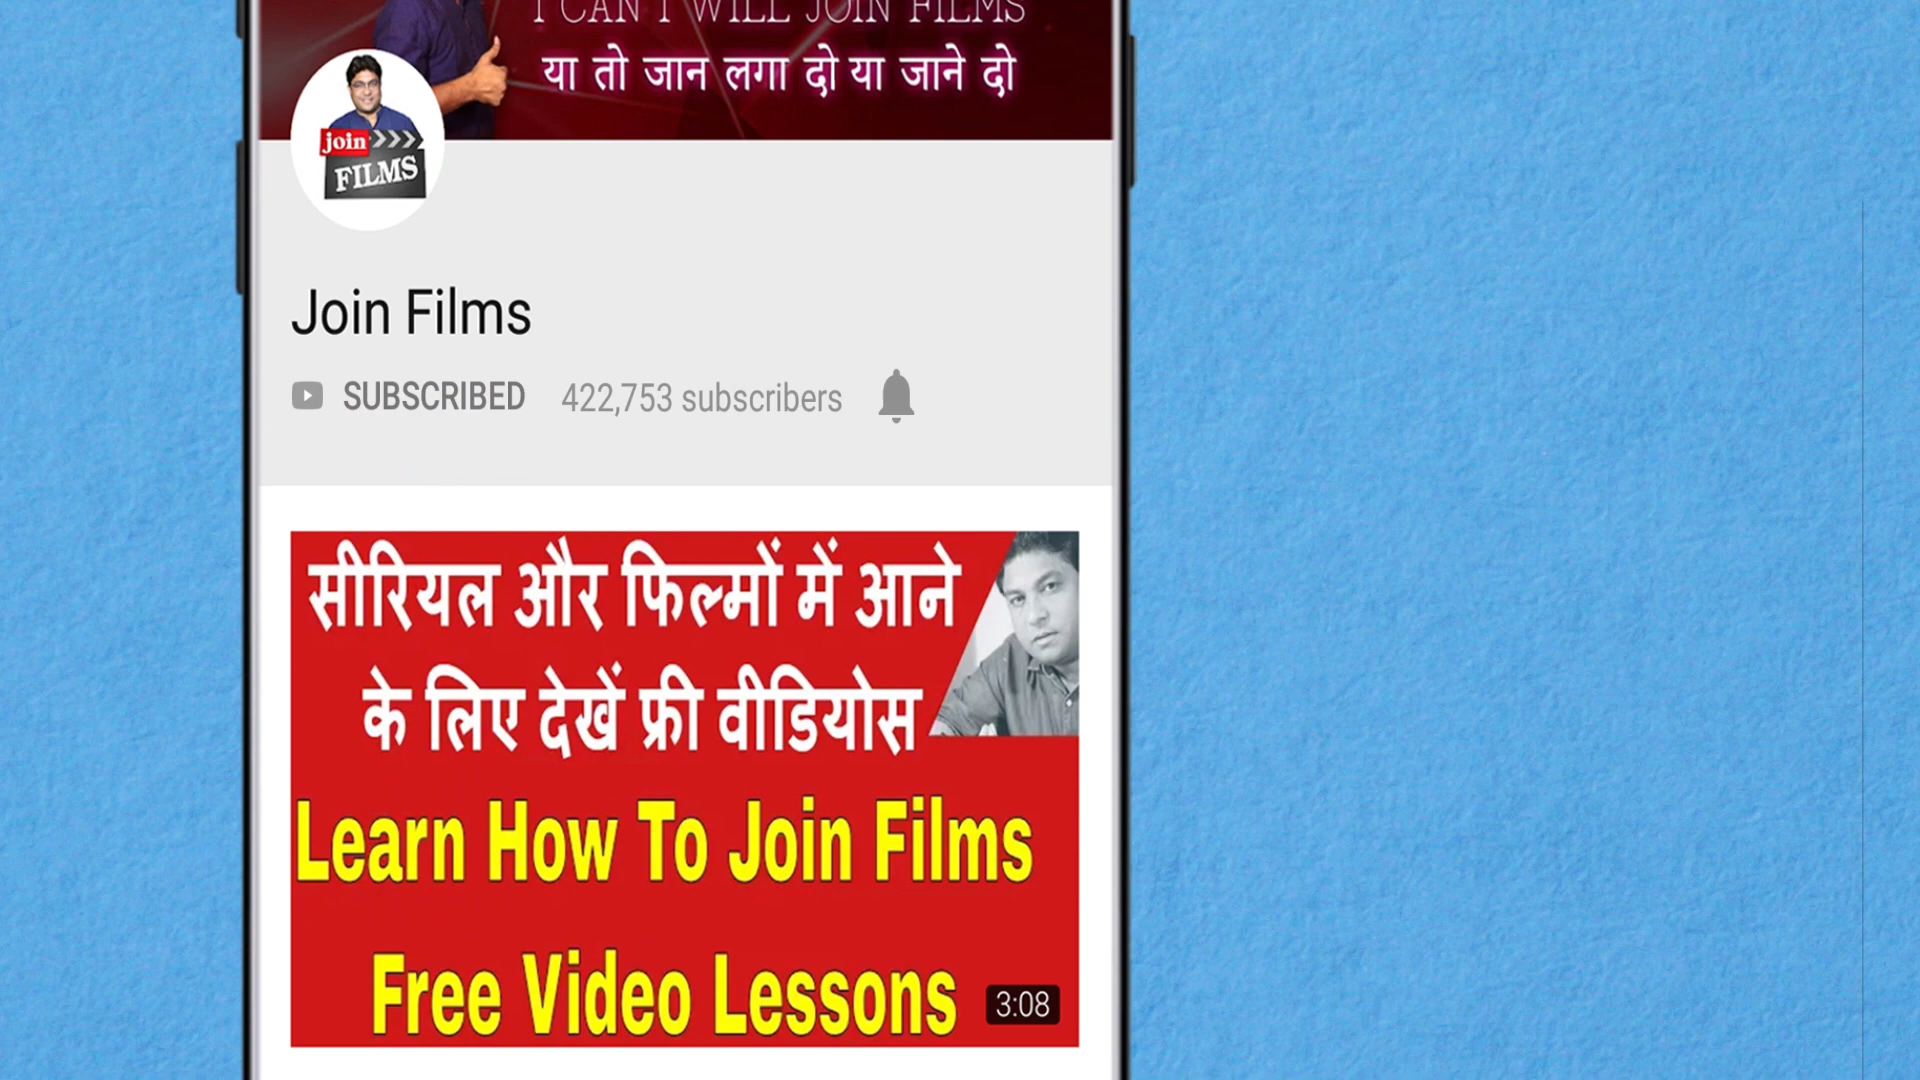 I CAN I WILL JOIN FILMS
या तो जान लगा दो या जाने दो
join
FILMS
Join Films
SUBSCRIBED 422,753 subscribers
सीरियल और फिल्मों में आने
के लिए देखें फ्री वीडियोस
Learn How To Join Films
Free Video Lessons
3:08